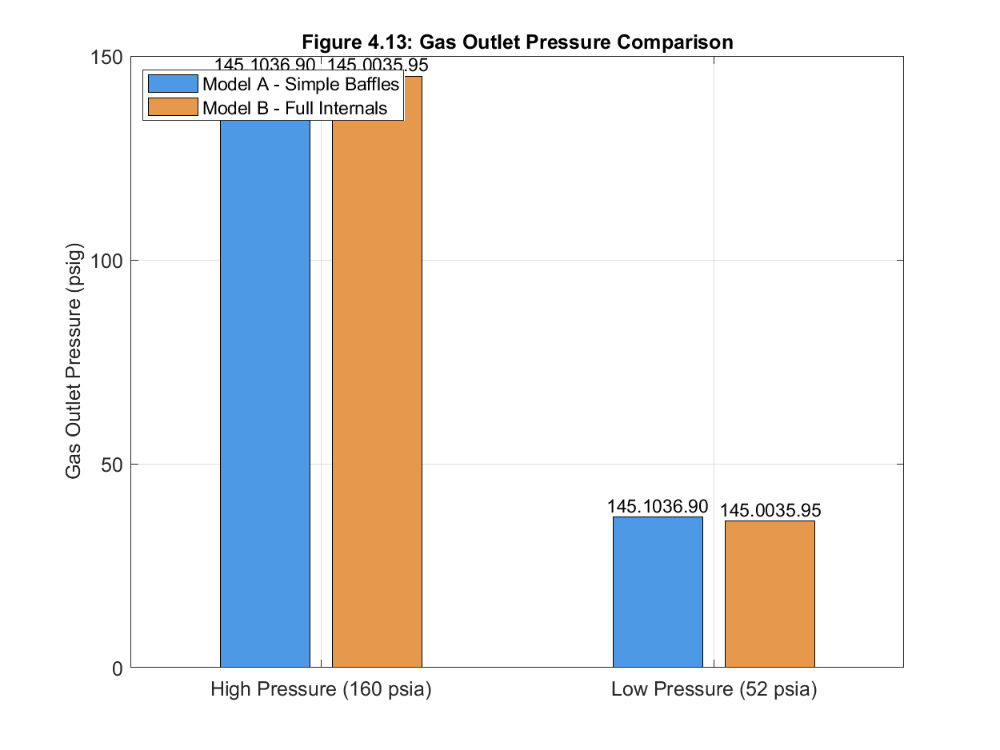 Figure 4.13: Gas Outlet Pressure Comparison
150
145.1036.90 145.0035.95
Model A - Simple Baffles
Model B - Full Internals
100
Gas Outlet Pressure (psig)
50
145.1036.90 145.0035.95
0
High Pressure (160 psia) Low Pressure (52 psia)